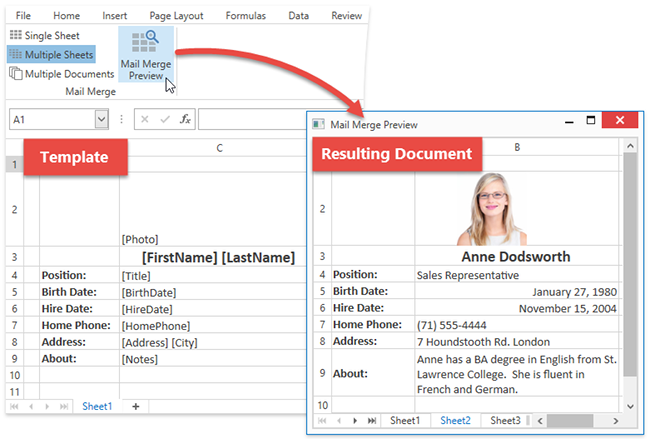 File Home Insert Page Layout Formulas Data Review
Single Sheet
Multiple Sheets
Multiple Documents
Mail Merge
Preview
Mail Merge
A1
fx
Template
C
1
2
[Photo]
3 [FirstName] [LastName]
4 Position: [Title]
5 Birth Date: [BirthDate]
6 Hire Date: [HireDate]
7 Home Phone: [HomePhone]
8 Address: [Address] [City]
9 About: [Notes]
10
11
Sheet1
Mail Merge Preview
Resulting Document
B
2
3 Anne Dodsworth
4 Position: Sales Representative
5 Birth Date: January 27, 1980
6 Hire Date: November 15, 2004
7 Home Phone: (71) 555-4444
8 Address: 7 Houndstooth Rd. London
9 About: Anne has a BA degree in English from St.
Lawrence College. She is fluent in
French and German.
10
Sheet1 Sheet2 Sheet3